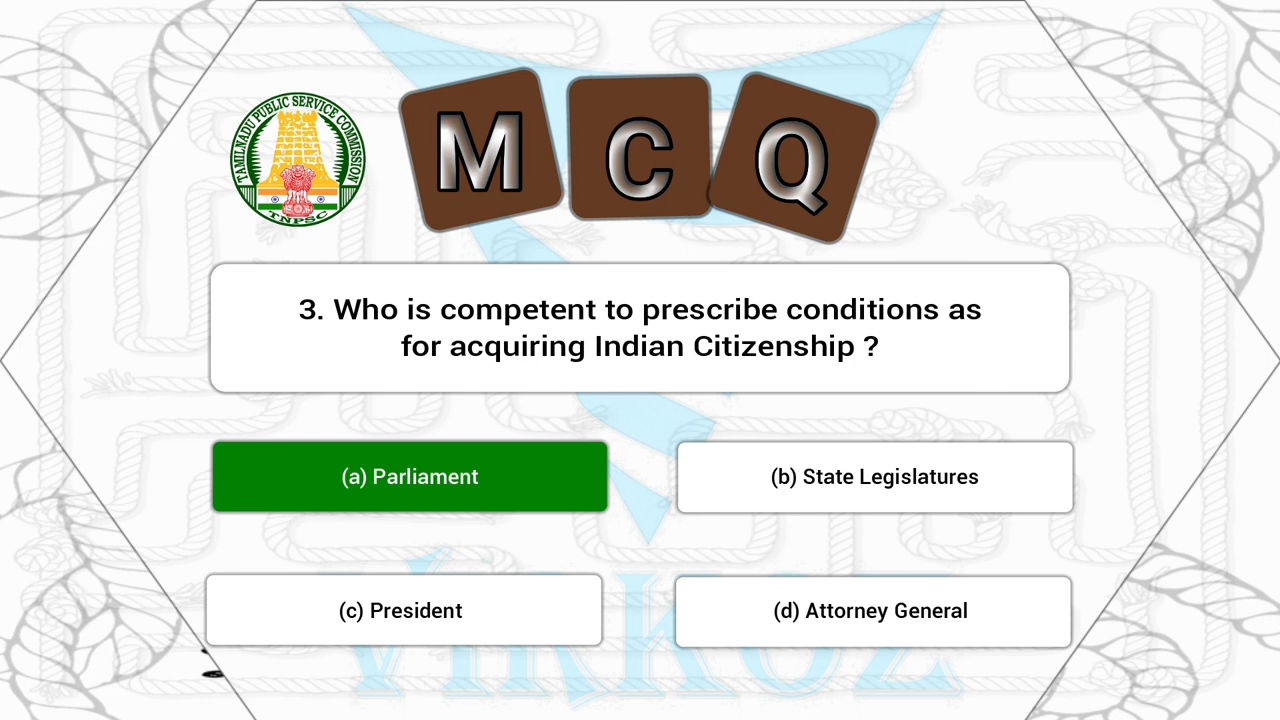 TAMILNADU PUBLIC SERVICE COMMISSION
TNPSC
M C Q
3. Who is competent to prescribe conditions as
for acquiring Indian Citizenship ?
(a) Parliament
(b) State Legislatures
(c) President
(d) Attorney General
VIRKOZ